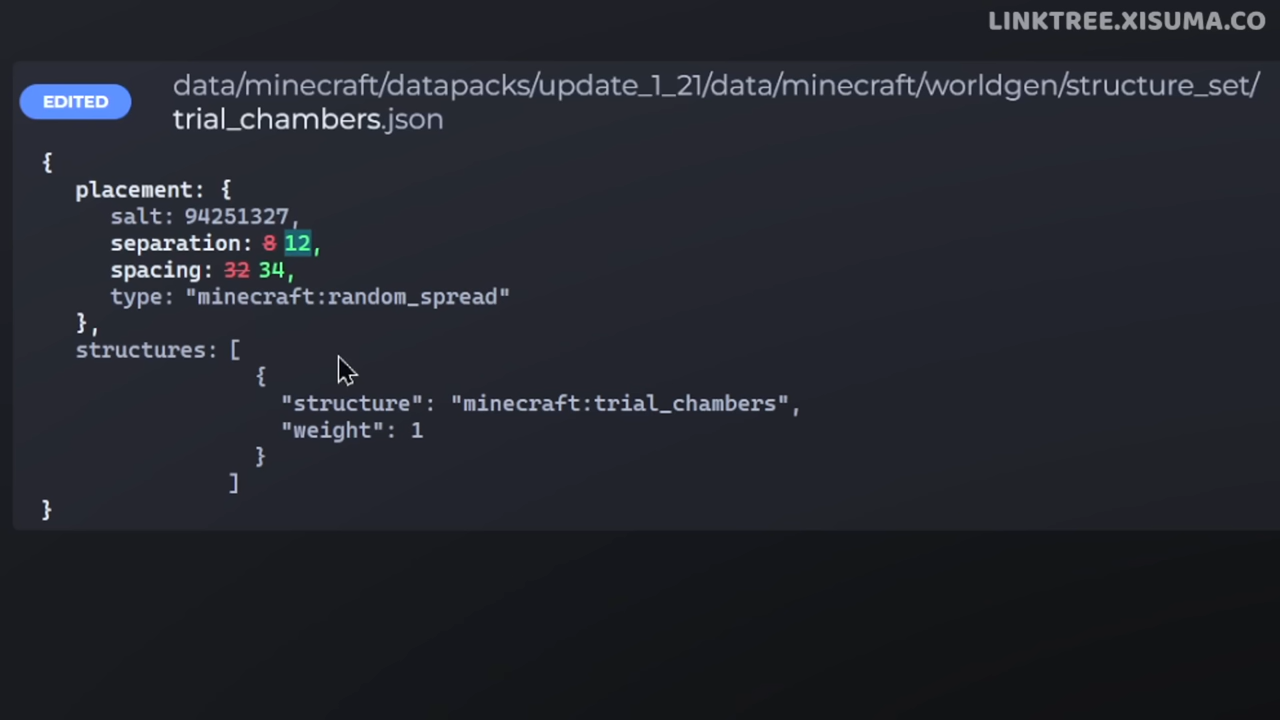 LINKTREE.XISUMA.CO
EDITED
data/minecraft/datapacks/update_1_21/data/minecraft/worldgen/structure_set/
trial_chambers.json
{
placement: {
salt: 94251327,
separation: 8 12,
spacing: 32 34,
type: "minecraft:random_spread"
},
structures: [
{
"structure": "minecraft:trial_chambers",
"weight": 1
}
]
}